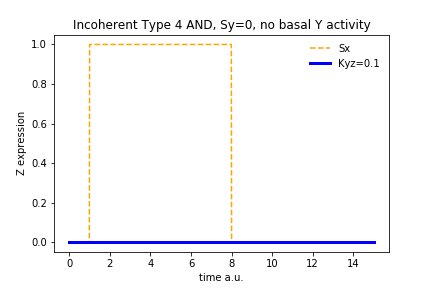 Incoherent Type 4 AND, Sy=0, no basal Y activity
Sx
Kyz=0.1
Z expression
1.0
0.8
0.6
0.4
0.2
0.0
0 2 4 6 8 10 12 14
time a.u.